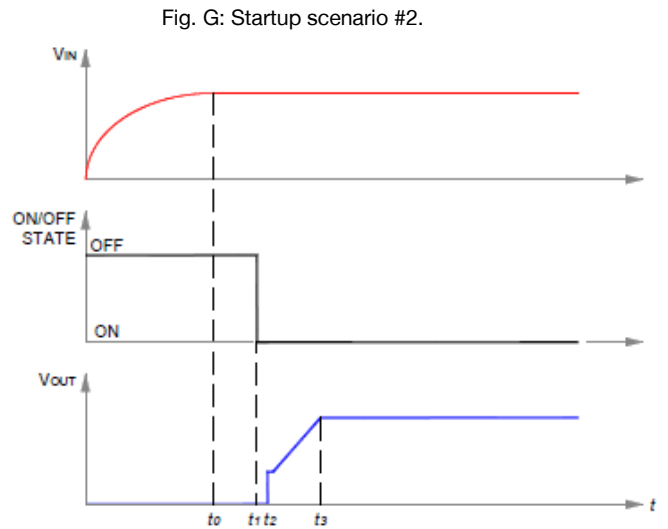 Fig. G: Startup scenario #2.
VIN
ON/OFF
STATE
OFF
ON
VOUT
t0 t1 t2 t3 t